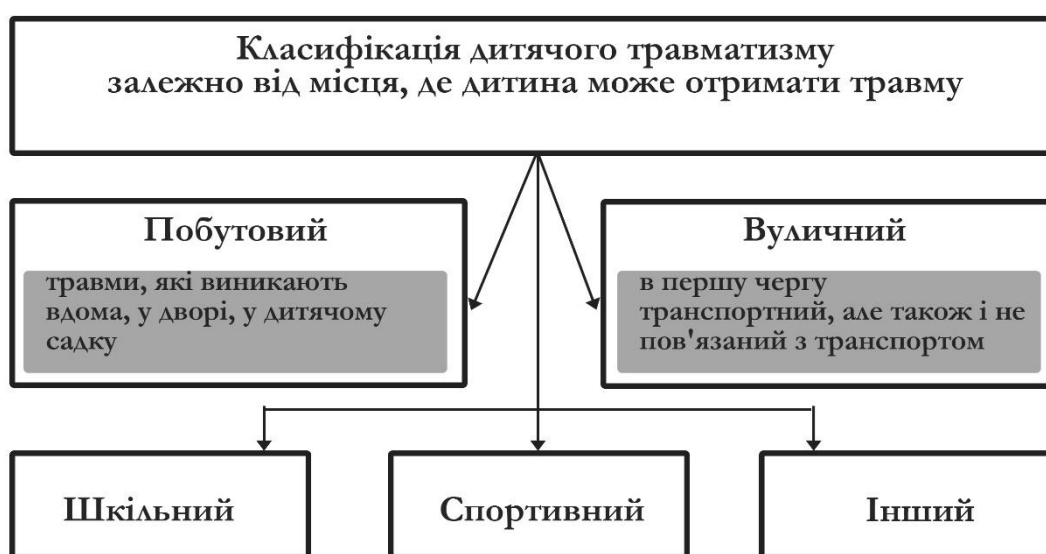 Класифікація дитячого травматизму
залежно від місця, де дитина може отримати травму
Побутовий
травми, які виникають
вдома, у дворі, у дитячому
садку
Вуличний
в першу чергу
транспортний, але також і не
пов'язаний з транспортом
Шкільний
Спортивний
Інший